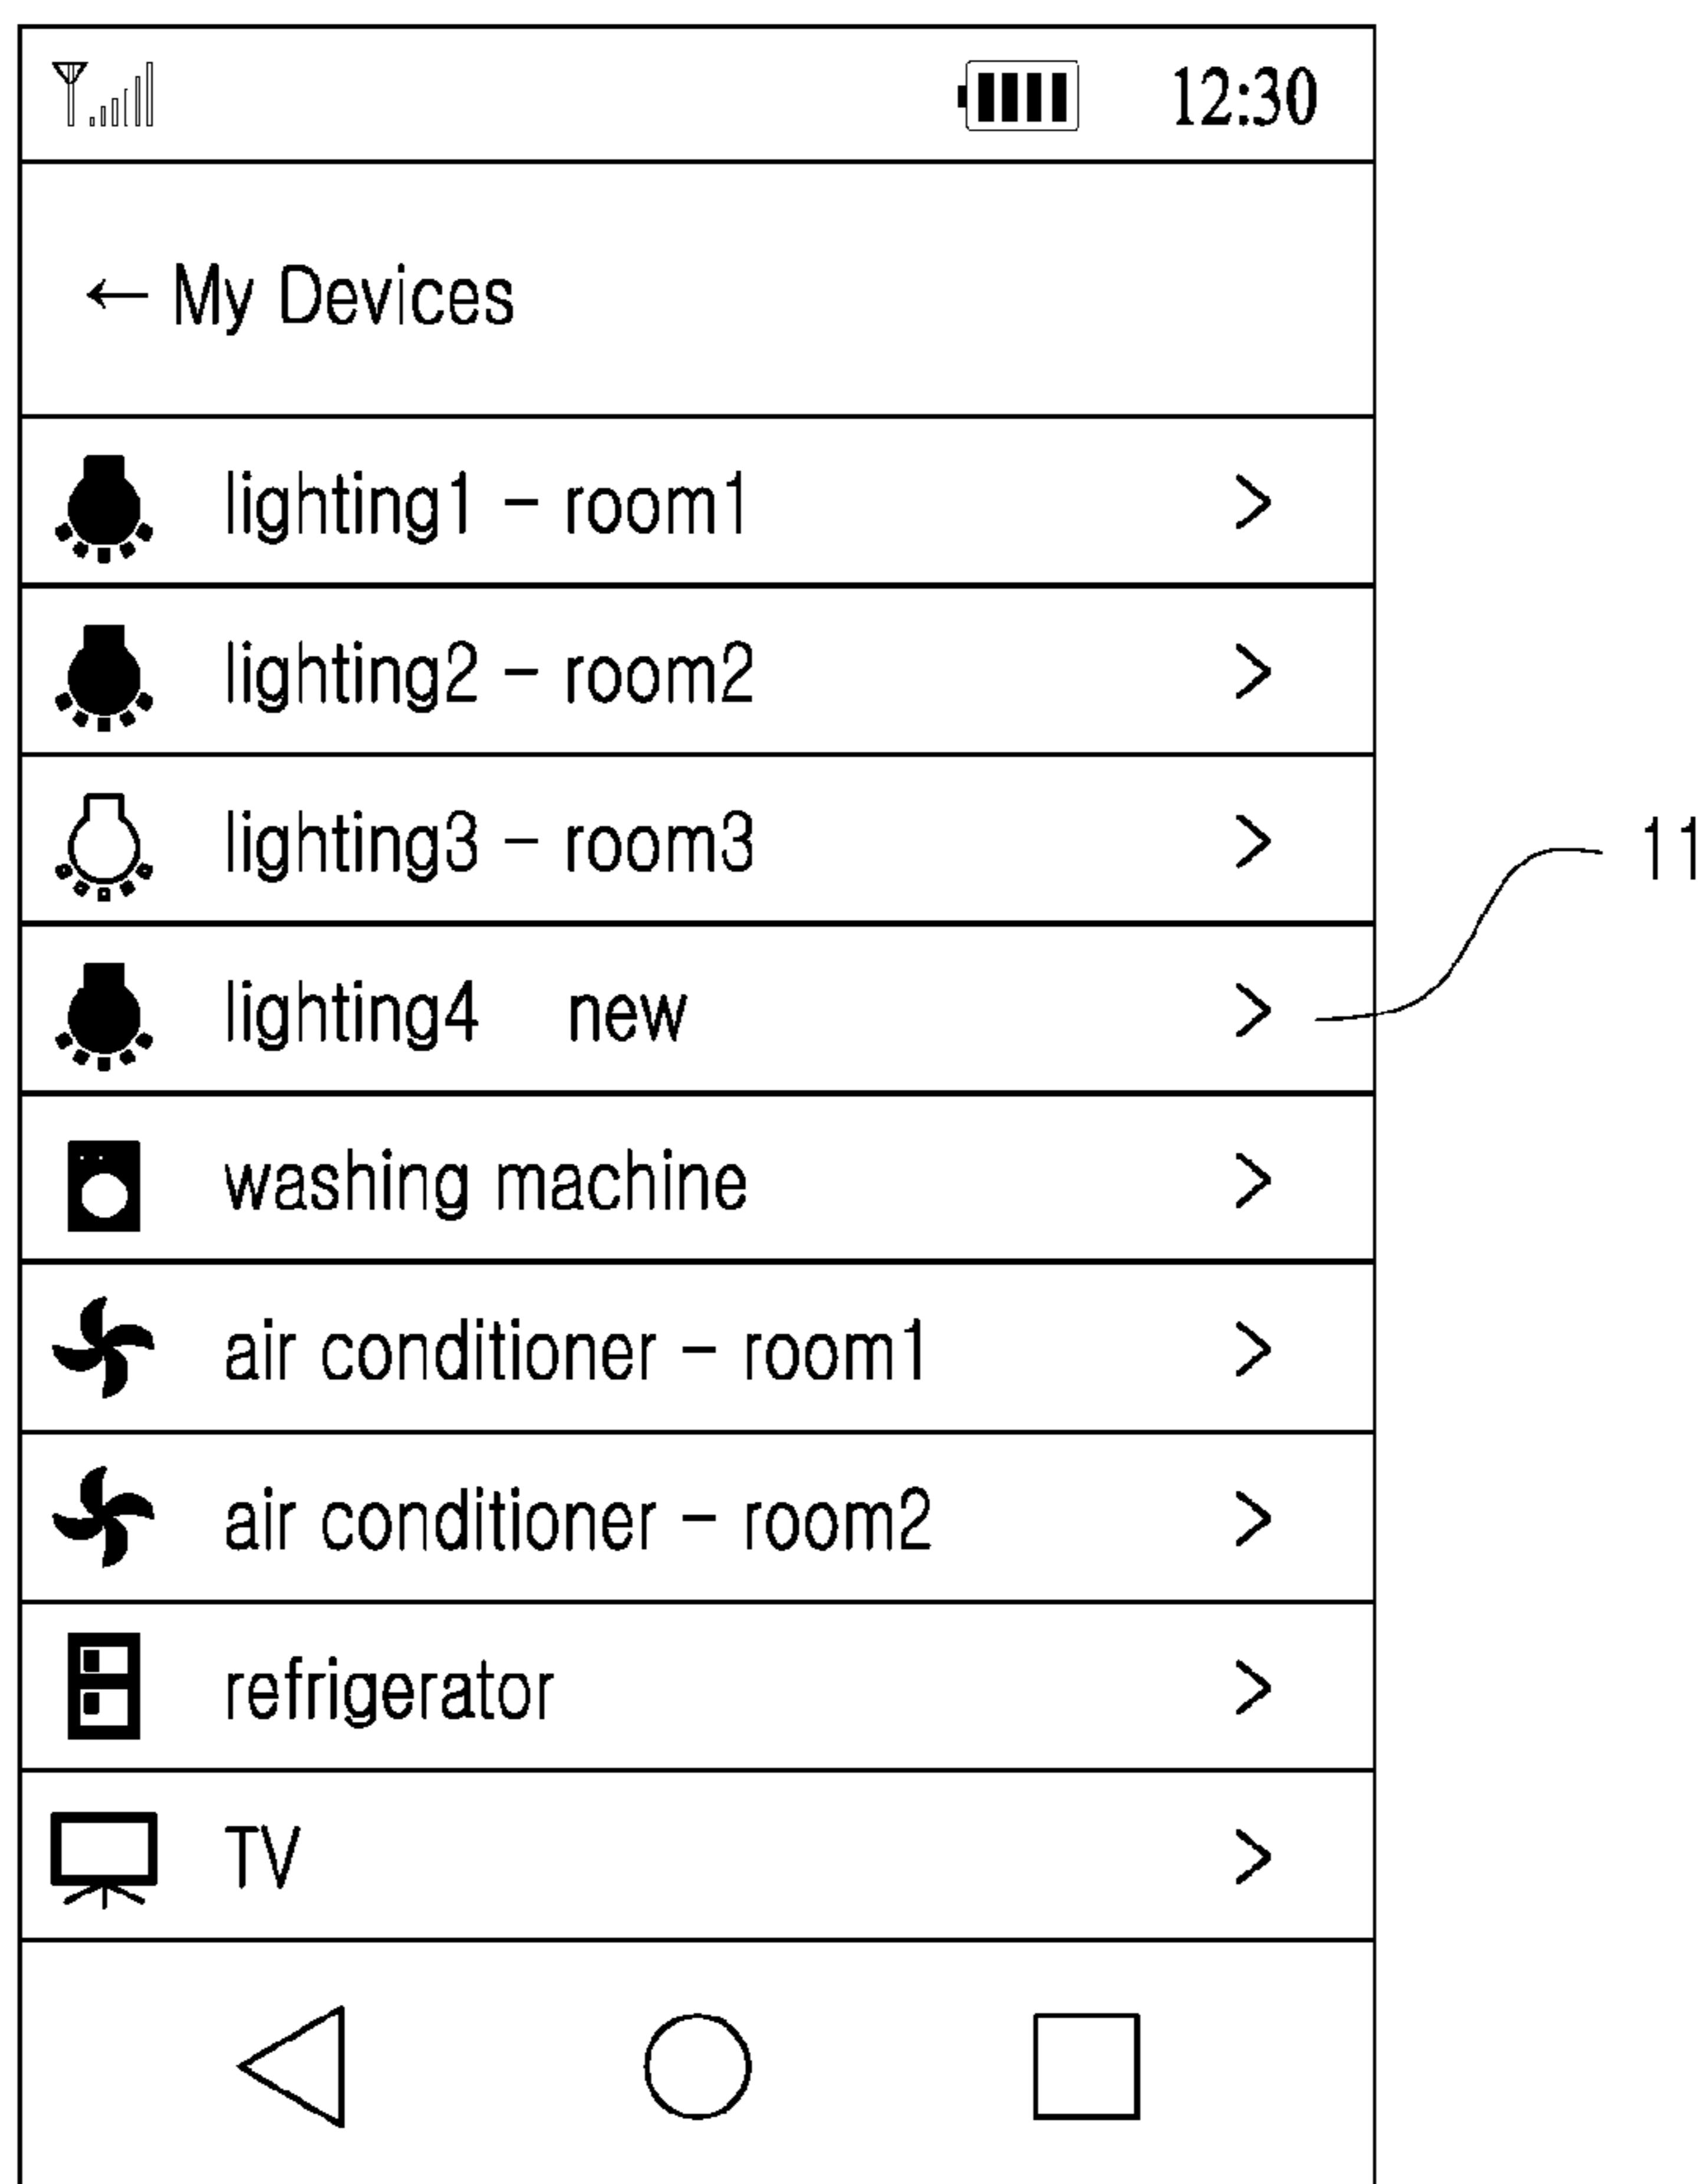 12:30
← My Devices
lighting1 – room1 >
lighting2 – room2 >
lighting3 – room3 >
11
lighting4 new >
washing machine >
air conditioner – room1 >
air conditioner – room2 >
refrigerator >
TV >